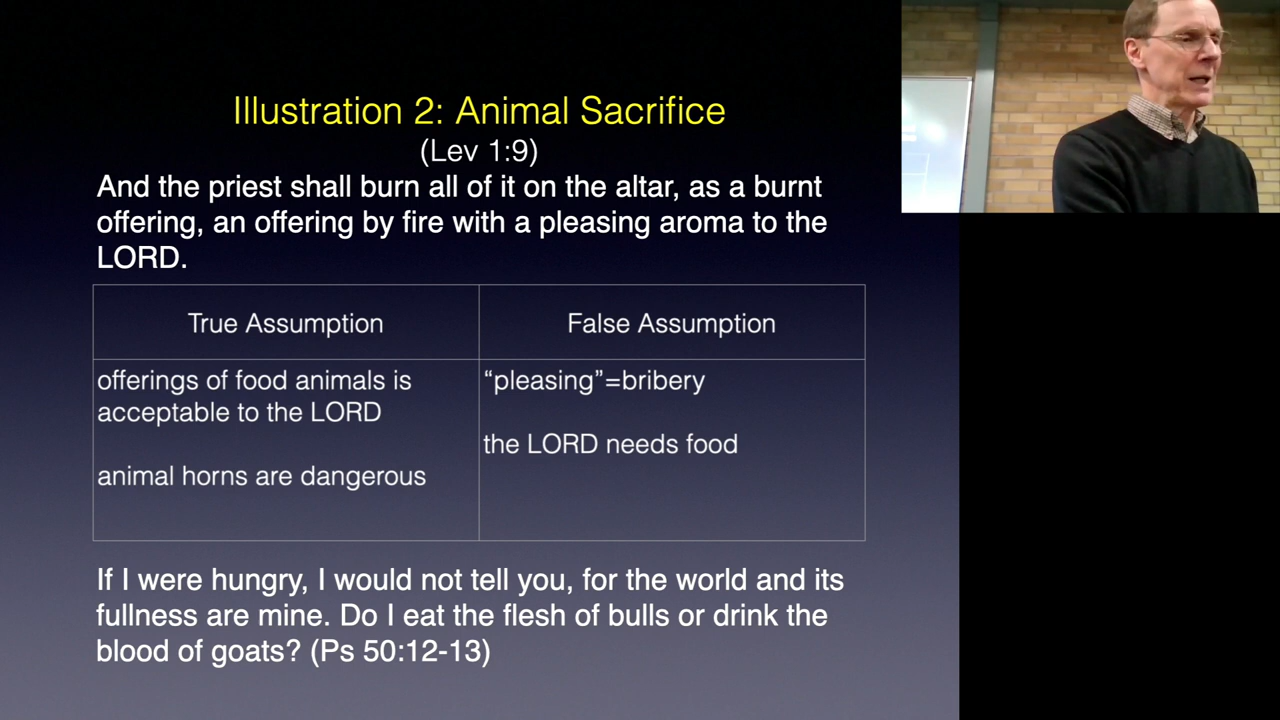 Illustration 2: Animal Sacrifice
(Lev 1:9)
And the priest shall burn all of it on the altar, as a burnt
offering, an offering by fire with a pleasing aroma to the
LORD.
True Assumption
False Assumption
offerings of food animals is
acceptable to the LORD
animal horns are dangerous
“pleasing”=bribery
the LORD needs food
If I were hungry, I would not tell you, for the world and its
fullness are mine. Do I eat the flesh of bulls or drink the
blood of goats? (Ps 50:12-13)